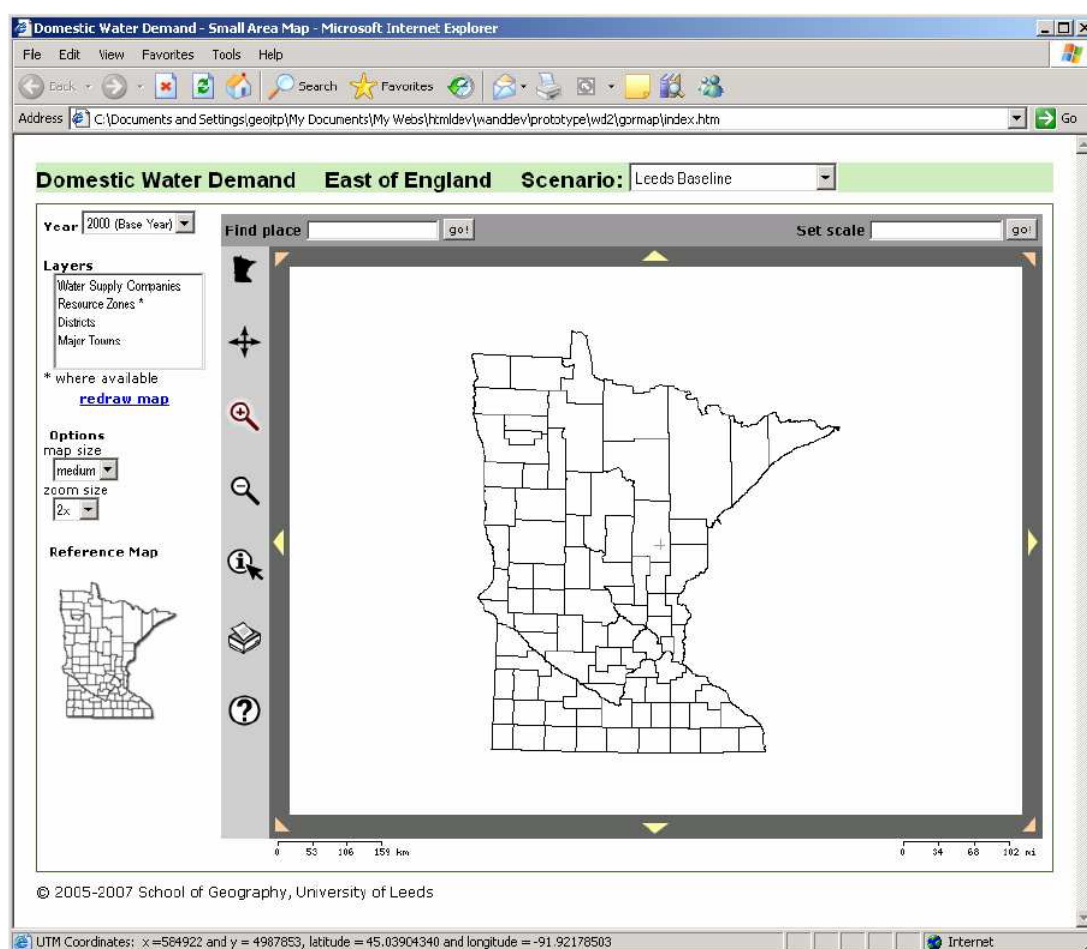 Domestic Water Demand - Small Area Map - Microsoft Internet Explorer
File Edit View Favorites Tools Help
Back Search Favorites
Address C:\Documents and Settings\geojtp\My Documents\My Webs\htmldev\wanddev\prototype\wd2\gormap\index.htm Go
Domestic Water Demand East of England Scenario: Leeds Baseline
Year 2000 (Base Year)
Find place go! Set scale go!
Layers
Water Supply Companies
Resource Zones *
Districts
Major Towns
* where available
redraw map
Options
map size
medium
zoom size
2x
Reference Map
0 53 106 159 km 0 34 68 102 mi
© 2005-2007 School of Geography, University of Leeds
UTM Coordinates: x =584922 and y = 4987853, latitude = 45.03904340 and longitude = -91.92178503 Internet